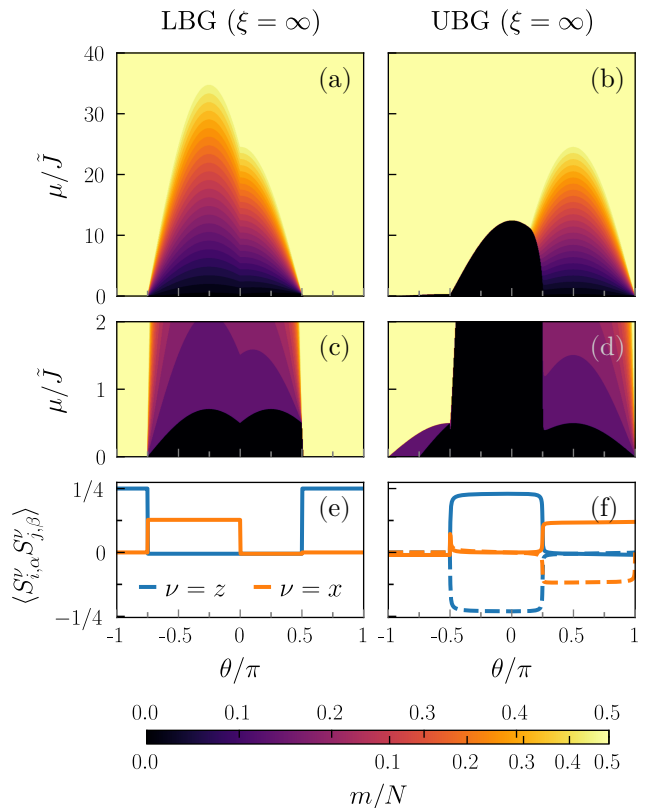 LBG (ξ = ∞) UBG (ξ = ∞)
40
30
20
10
0
μ/J̃
(a)
(b)
2
1
0
μ/J̃
(c)
(d)
1/4
0
−1/4
⟨S^ν_{i,α} S^ν_{j,β}⟩
(e)
(f)
ν = z ν = x
-1 -0.5 0 0.5 1 -1 -0.5 0 0.5 1
θ/π θ/π
0.0 0.1 0.2 0.3 0.4 0.5
0.0 0.1 0.2 0.3 0.4 0.5
m/N